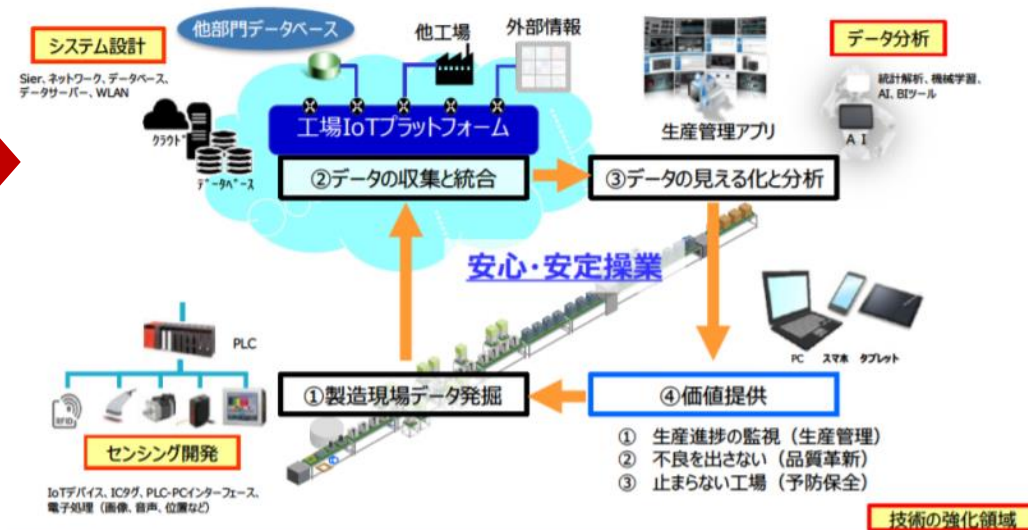 システム設計
Sier、ネットワーク、データベース、
データサーバー、WLAN
他部門データベース
他工場
外部情報
データ分析
統計解析、機械学習、
AI、BIツール
AI
クラウド
データベース
工場IoTプラットフォーム
生産管理アプリ
②データの収集と統合
③データの見える化と分析
安心・安定操業
PLC
RFID
PC スマホ タブレット
①製造現場データ発掘
④価値提供
センシング開発
IoTデバイス、ICタグ、PLC-PCインターフェース、
電子処理（画像、音声、位置など）
① 生産進捗の監視（生産管理）
② 不良を出さない（品質革新）
③ 止まらない工場（予防保全）
技術の強化領域